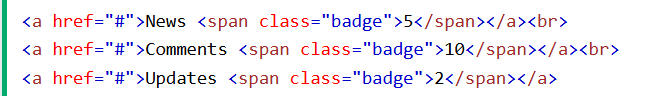 <a href="#">News <span class="badge">5</span></a><br>
<a href="#">Comments <span class="badge">10</span></a><br>
<a href="#">Updates <span class="badge">2</span></a>